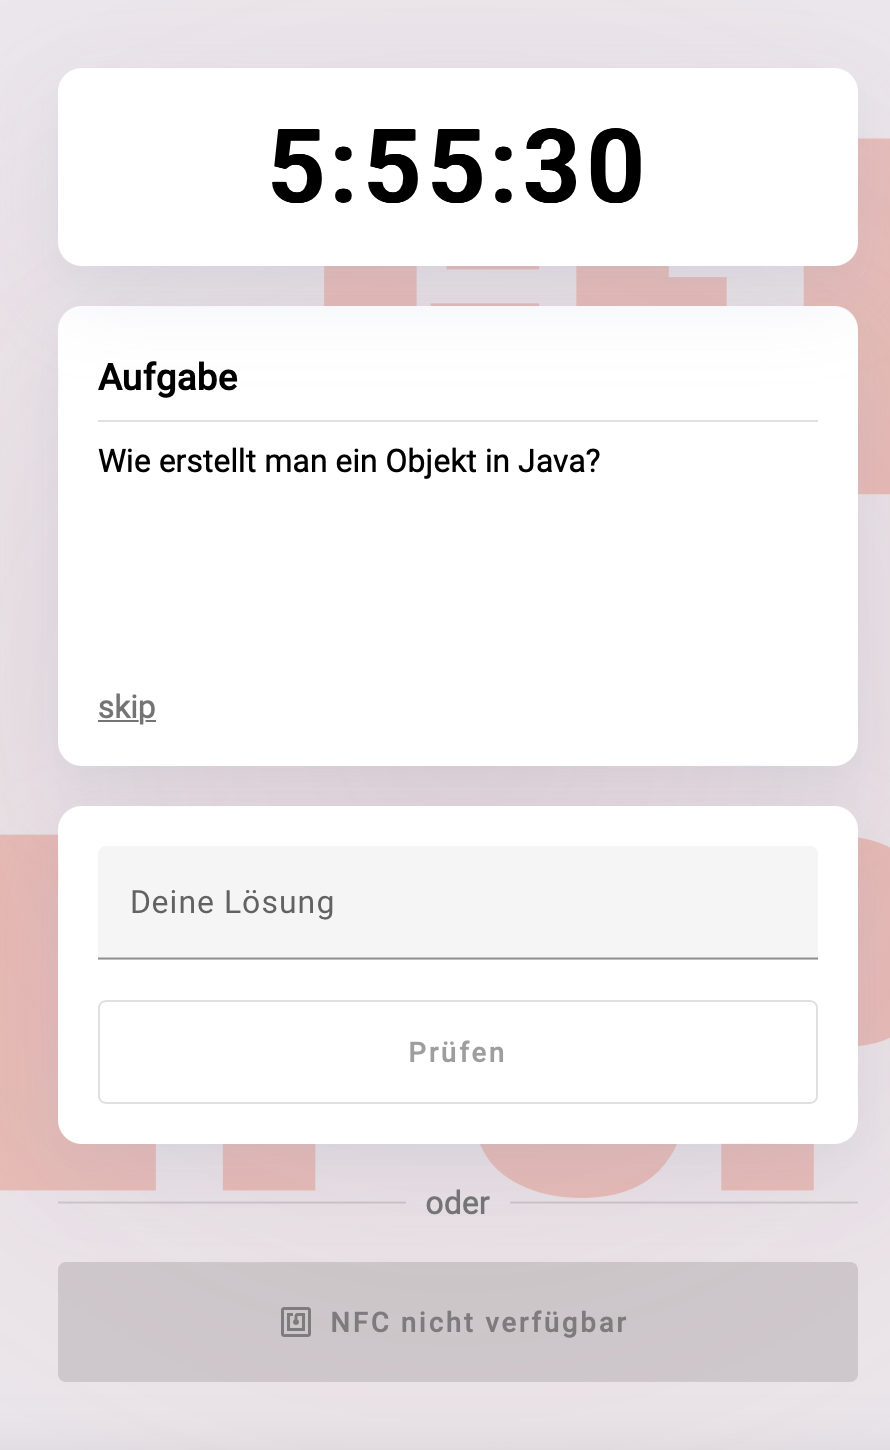 5:55:30
Aufgabe
Wie erstellt man ein Objekt in Java?
skip
Deine Lösung
Prüfen
oder
NFC nicht verfügbar